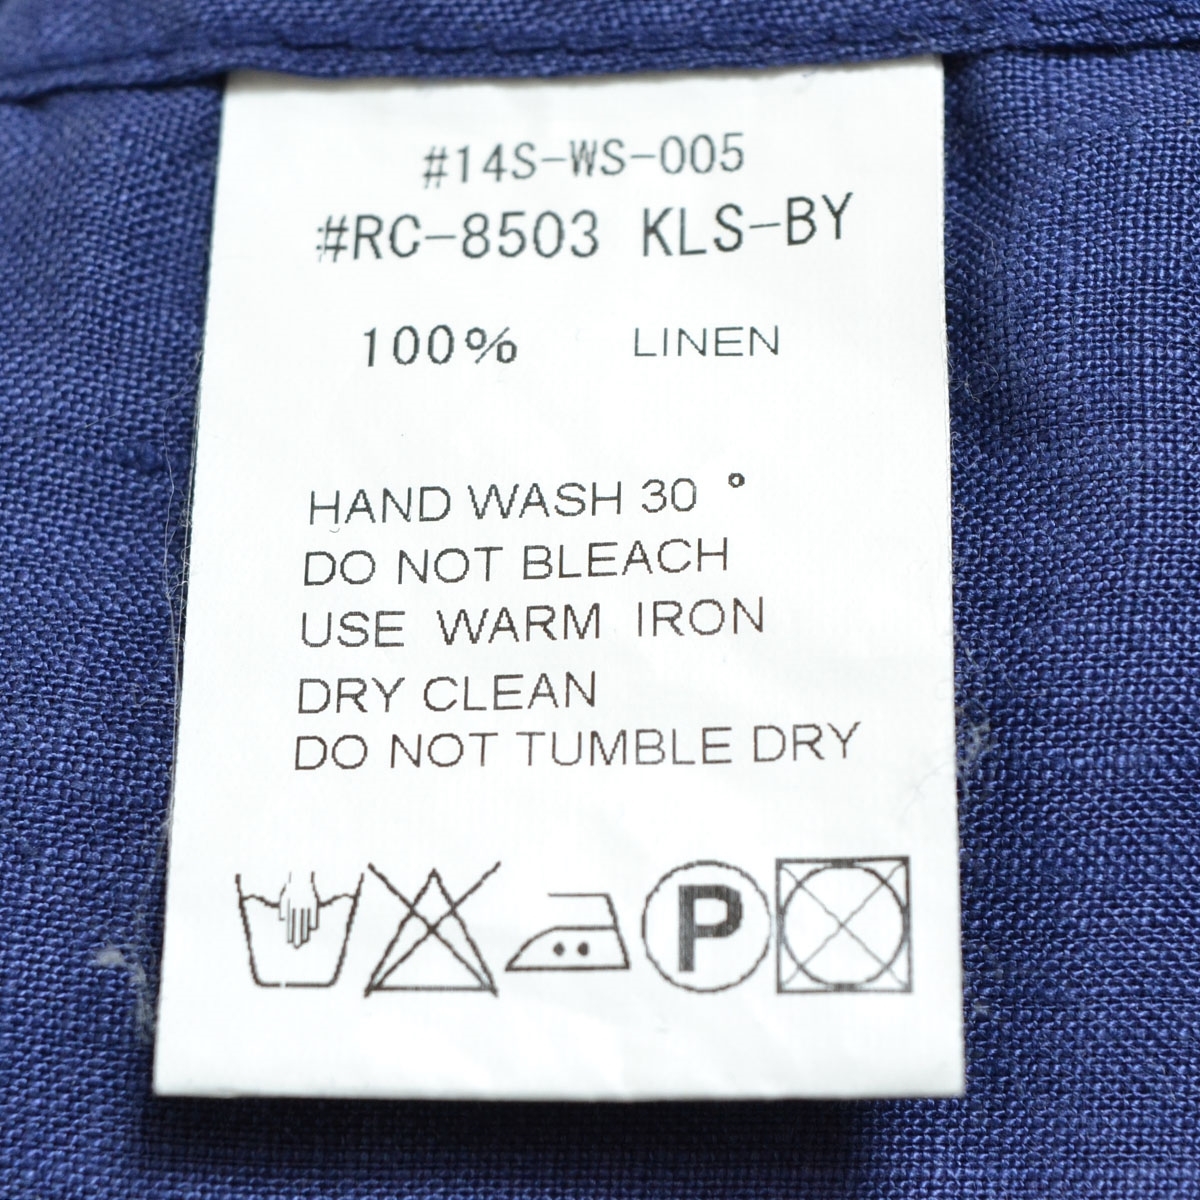 #14S-WS-005
#RC-8503 KLS-BY
100% LINEN
HAND WASH 30 °
DO NOT BLEACH
USE WARM IRON
DRY CLEAN
DO NOT TUMBLE DRY
P